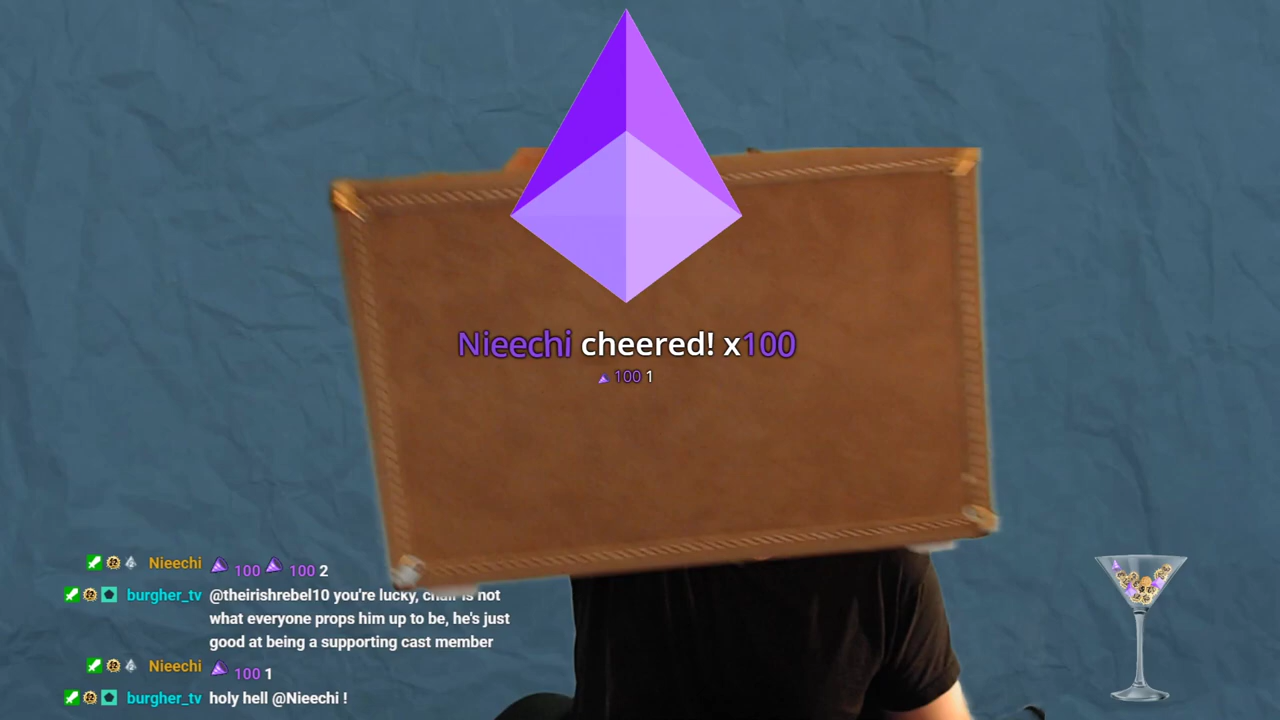 Nieechi cheered! x100
100 1
Nieechi 100 100 2
burgher_tv @theirishrebel10 you're lucky, chair is not
what everyone props him up to be, he's just
good at being a supporting cast member
Nieechi 100 1
burgher_tv holy hell @Nieechi !